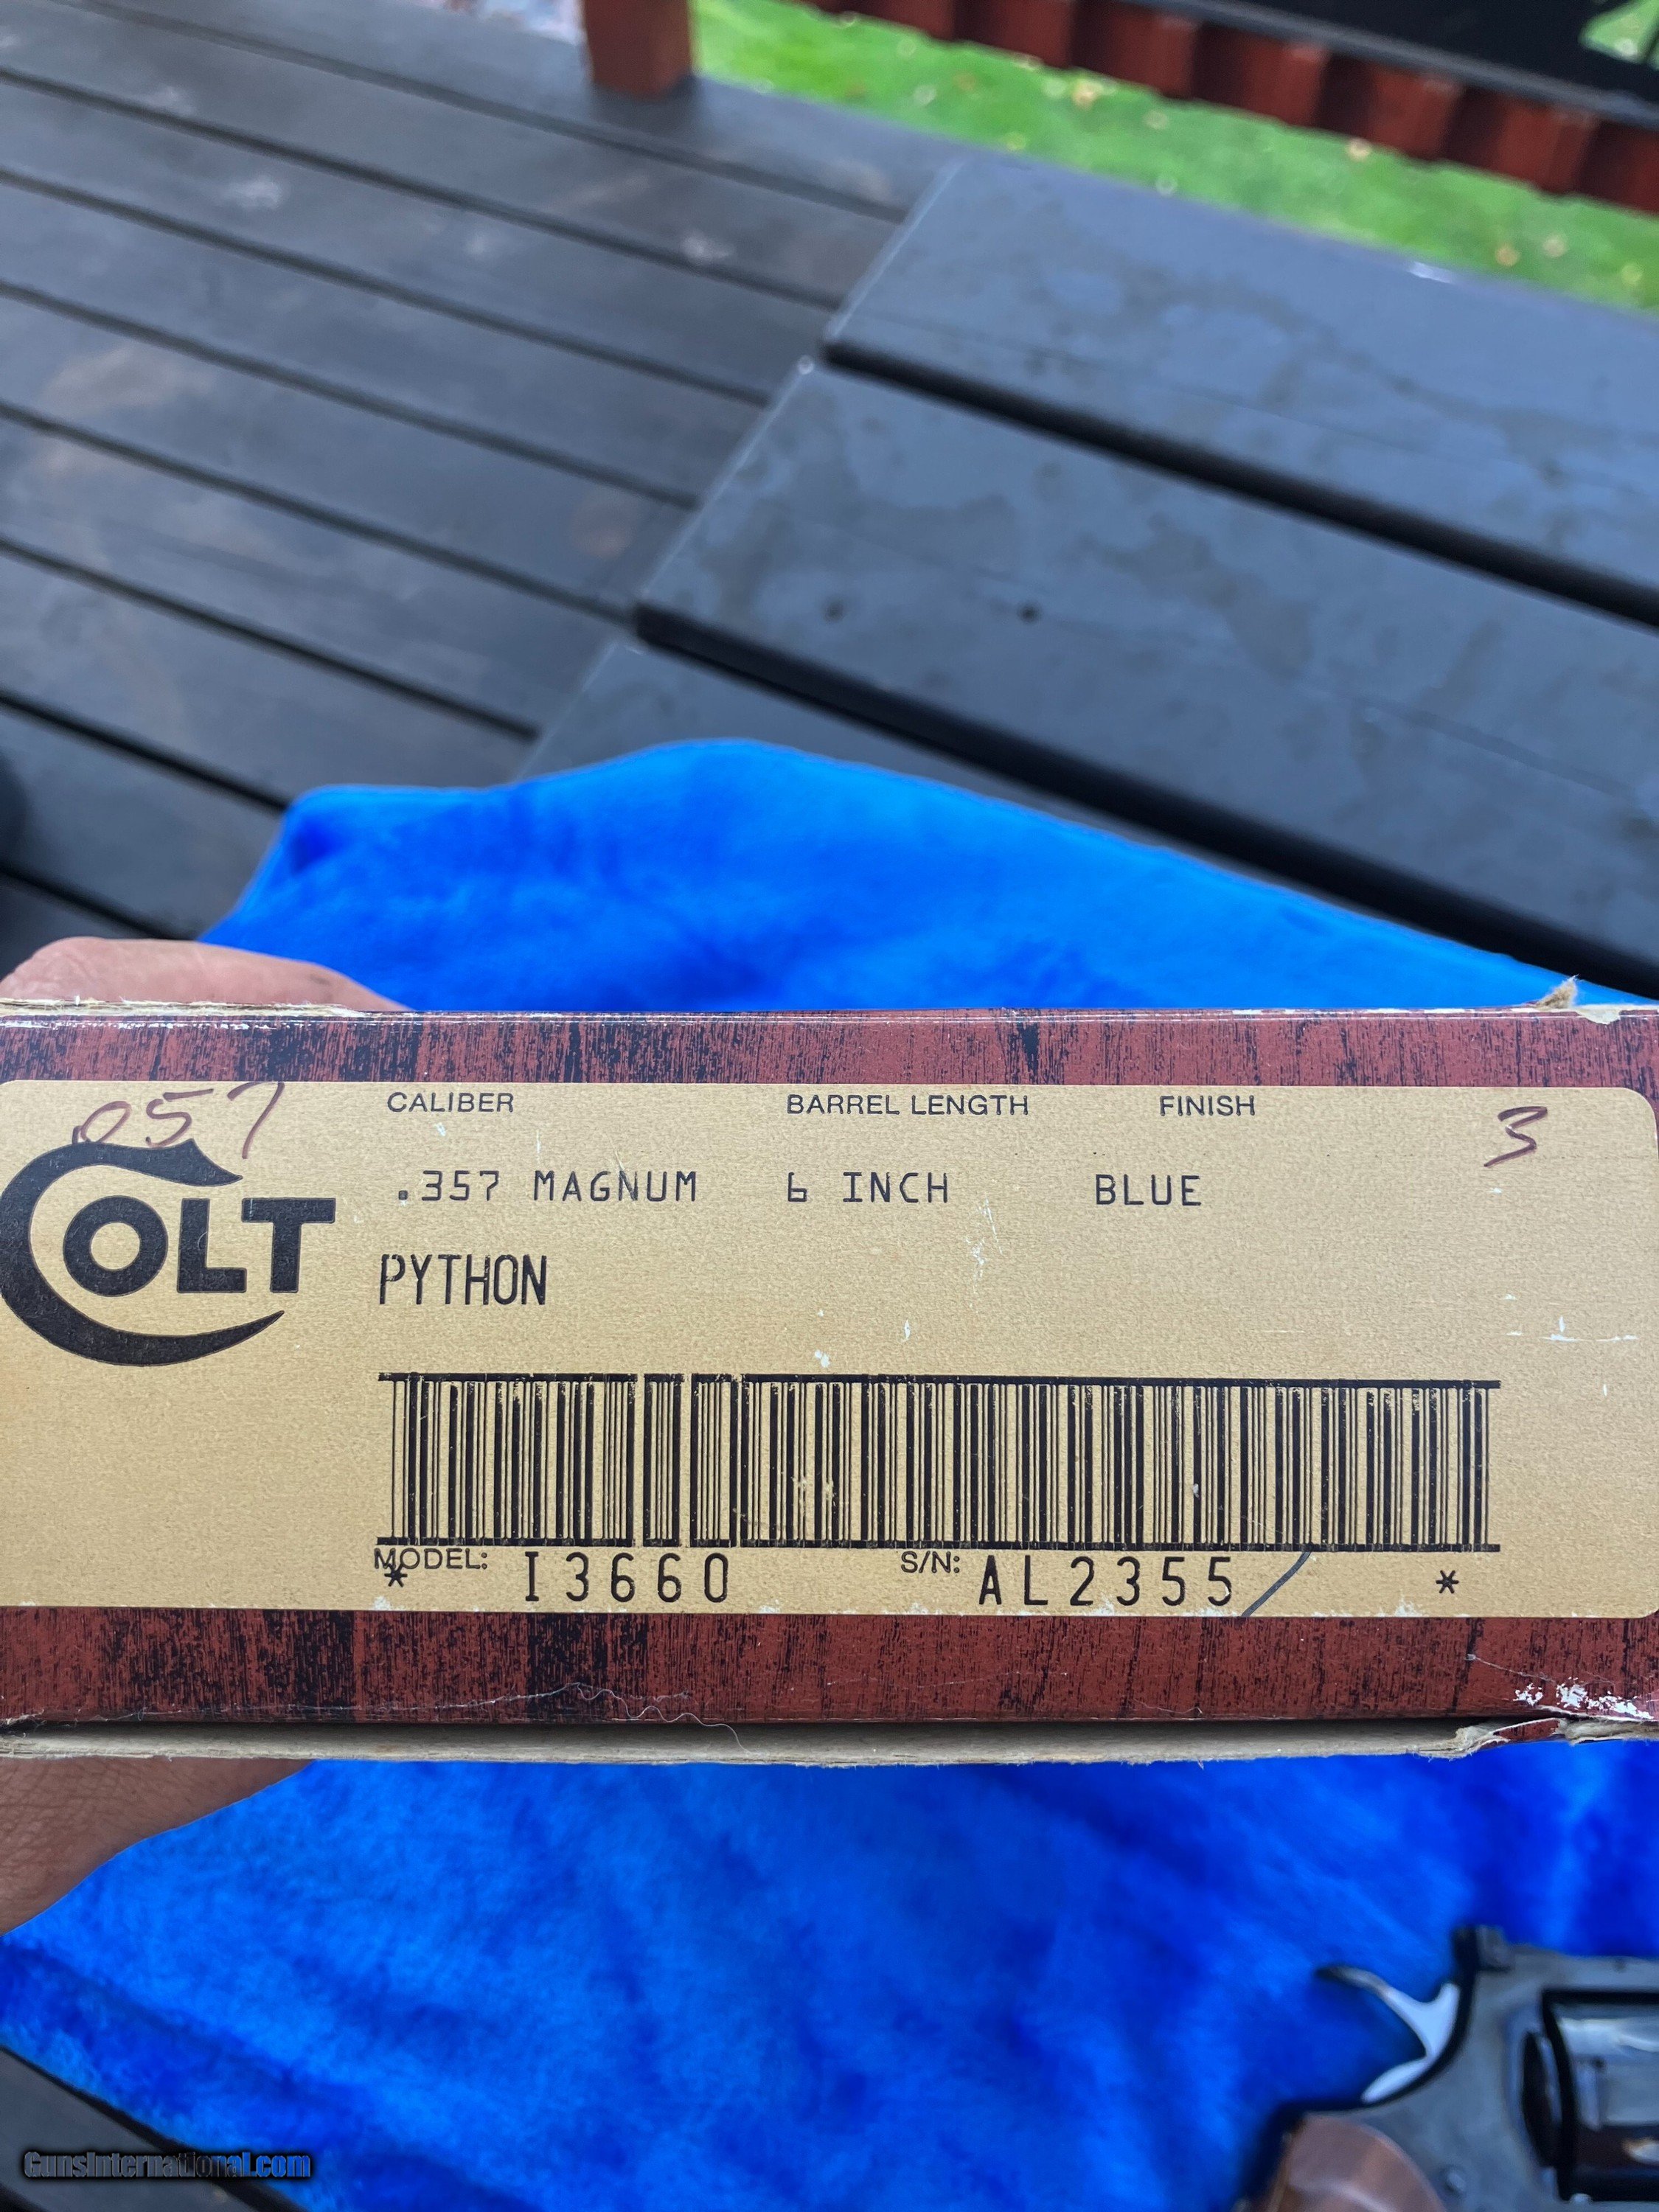 057 CALIBER BARREL LENGTH FINISH 3
COLT .357 MAGNUM 6 INCH BLUE
PYTHON
MODEL: I3660 S/N: AL2355
* *
GunsInternational.com